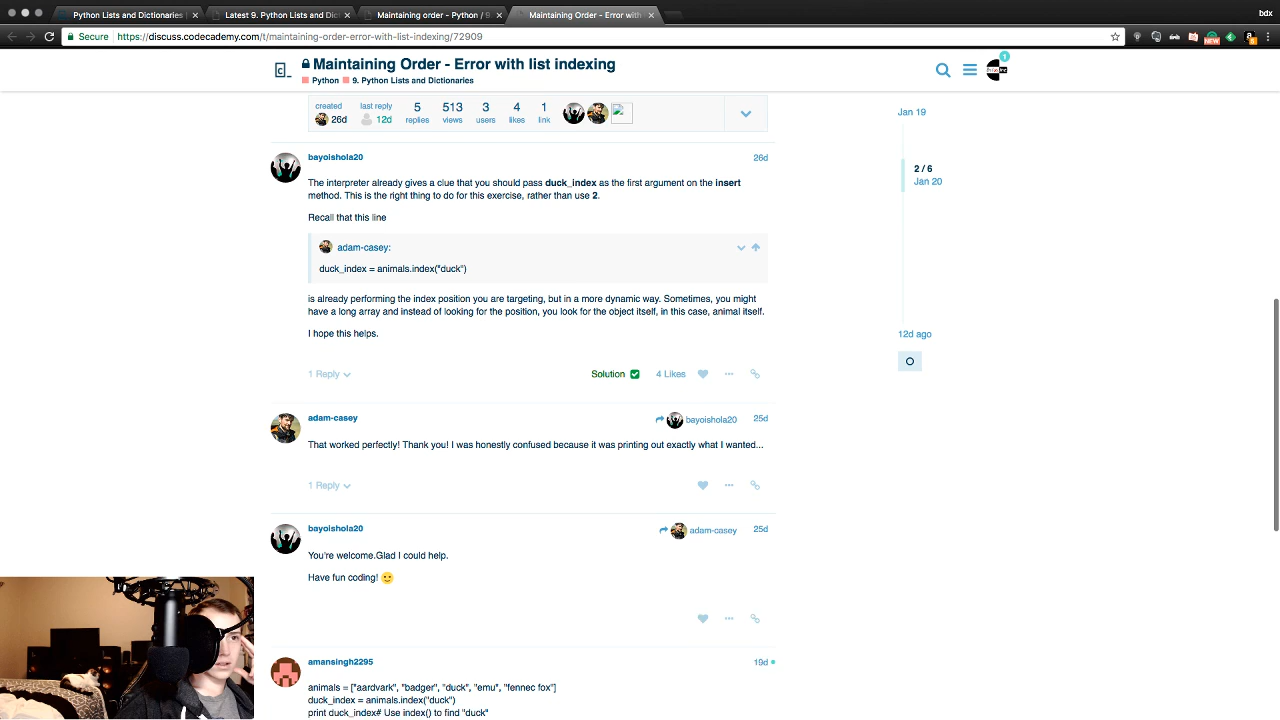 Python Lists and Dictionaries
Latest 9. Python Lists and Dict
Maintaining order - Python / 9.
Maintaining Order - Error with
bdx
Secure
https://discuss.codecademy.com/t/maintaining-order-error-with-list-indexing/72909
NEW
Maintaining Order - Error with list indexing
1
Python 9. Python Lists and Dictionaries
created
26d
last reply
12d
5
replies
513
views
3
users
4
likes
1
link
Jan 19
2 / 6
Jan 20
12d ago
bayoishola20
26d
The interpreter already gives a clue that you should pass duck_index as the first argument on the insert
method. This is the right thing to do for this exercise, rather than use 2.
Recall that this line
adam-casey:
duck_index = animals.index("duck")
is already performing the index position you are targeting, but in a more dynamic way. Sometimes, you might
have a long array and instead of looking for the position, you look for the object itself, in this case, animal itself.
I hope this helps.
1 Reply
Solution
4 Likes
adam-casey
bayoishola20
25d
That worked perfectly! Thank you! I was honestly confused because it was printing out exactly what I wanted...
1 Reply
bayoishola20
adam-casey
25d
You're welcome.Glad I could help.
Have fun coding!
amansingh2295
19d
animals = ["aardvark", "badger", "duck", "emu", "fennec fox"]
duck_index = animals.index("duck")
print duck_index# Use index() to find "duck"